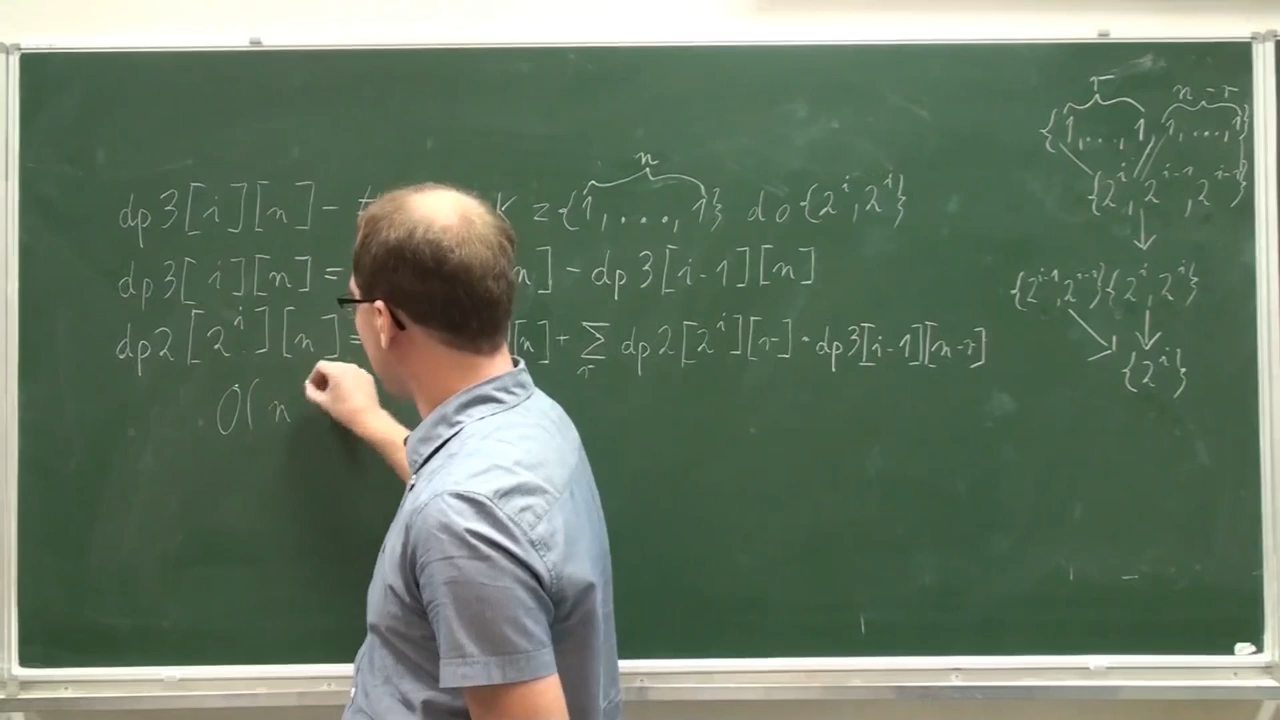 n
dp3[i][n] - K z {1,...,1} do {2^i,2^i}
dp3[i][n] = n] - dp3[i-1][n]
dp2[2^i][n] = [n] + ∑ dp2[2^i][r] · dp3[i-1][n-r]
r
O(n
r n-r
{1,...,1,1,...,1}
{2^i,2^{i-1},2^{i-1}}
↓
{2^{i-1},2^{i-1}}{2^i,2^i}
↓
{2^i}